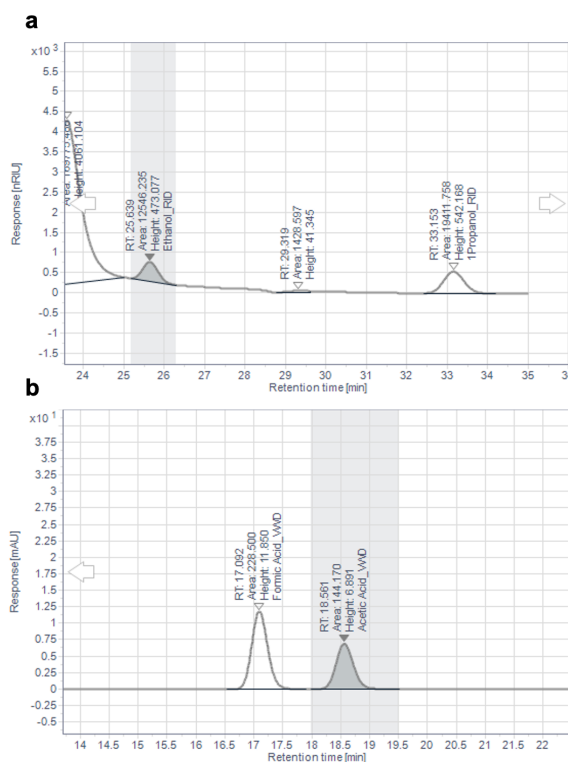 a
x10 3
5.5
5
4.5
4
3.5
3
2.5
2
1.5
1
0.5
0
-0.5
-1
-1.5
Response [nRIU]
Height: 4061.104
RT: 25.639
Area: 12546.235
Height: 473.077
Ethanol_RID
RT: 29.319
Area: 1428.597
Height: 41.345
RT: 33.153
Area: 19411.758
Height: 542.168
1Propanol_RID
24 25 26 27 28 29 30 31 32 33 34 35 36
Retention time [min]
b
x10 1
3.75
3.5
3.25
3
2.75
2.5
2.25
2
1.75
1.5
1.25
1
0.75
0.5
0.25
0
-0.25
-0.5
Response[mAU]
RT: 17.092
Area: 228.500
Height: 11.850
Formic Acid_VWD
RT: 18.561
Area: 144.170
Height: 6.891
Acetic Acid_VWD
14 14.5 15 15.5 16 16.5 17 17.5 18 18.5 19 19.5 20 20.5 21 21.5 22
Retention time [min]